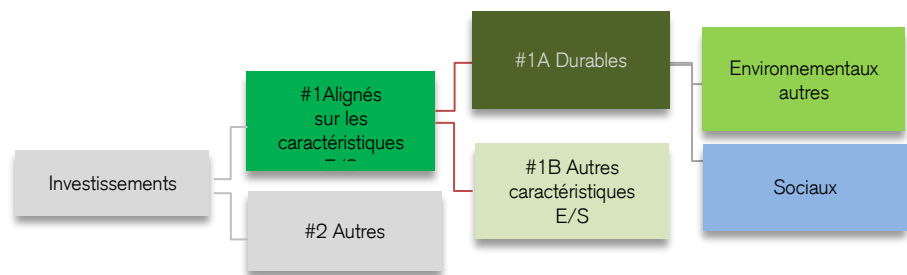 Investissements
#1Alignés
sur les
caractéristiques
#2 Autres
#1A Durables
#1B Autres
caractéristiques
E/S
Environnementaux
autres
Sociaux